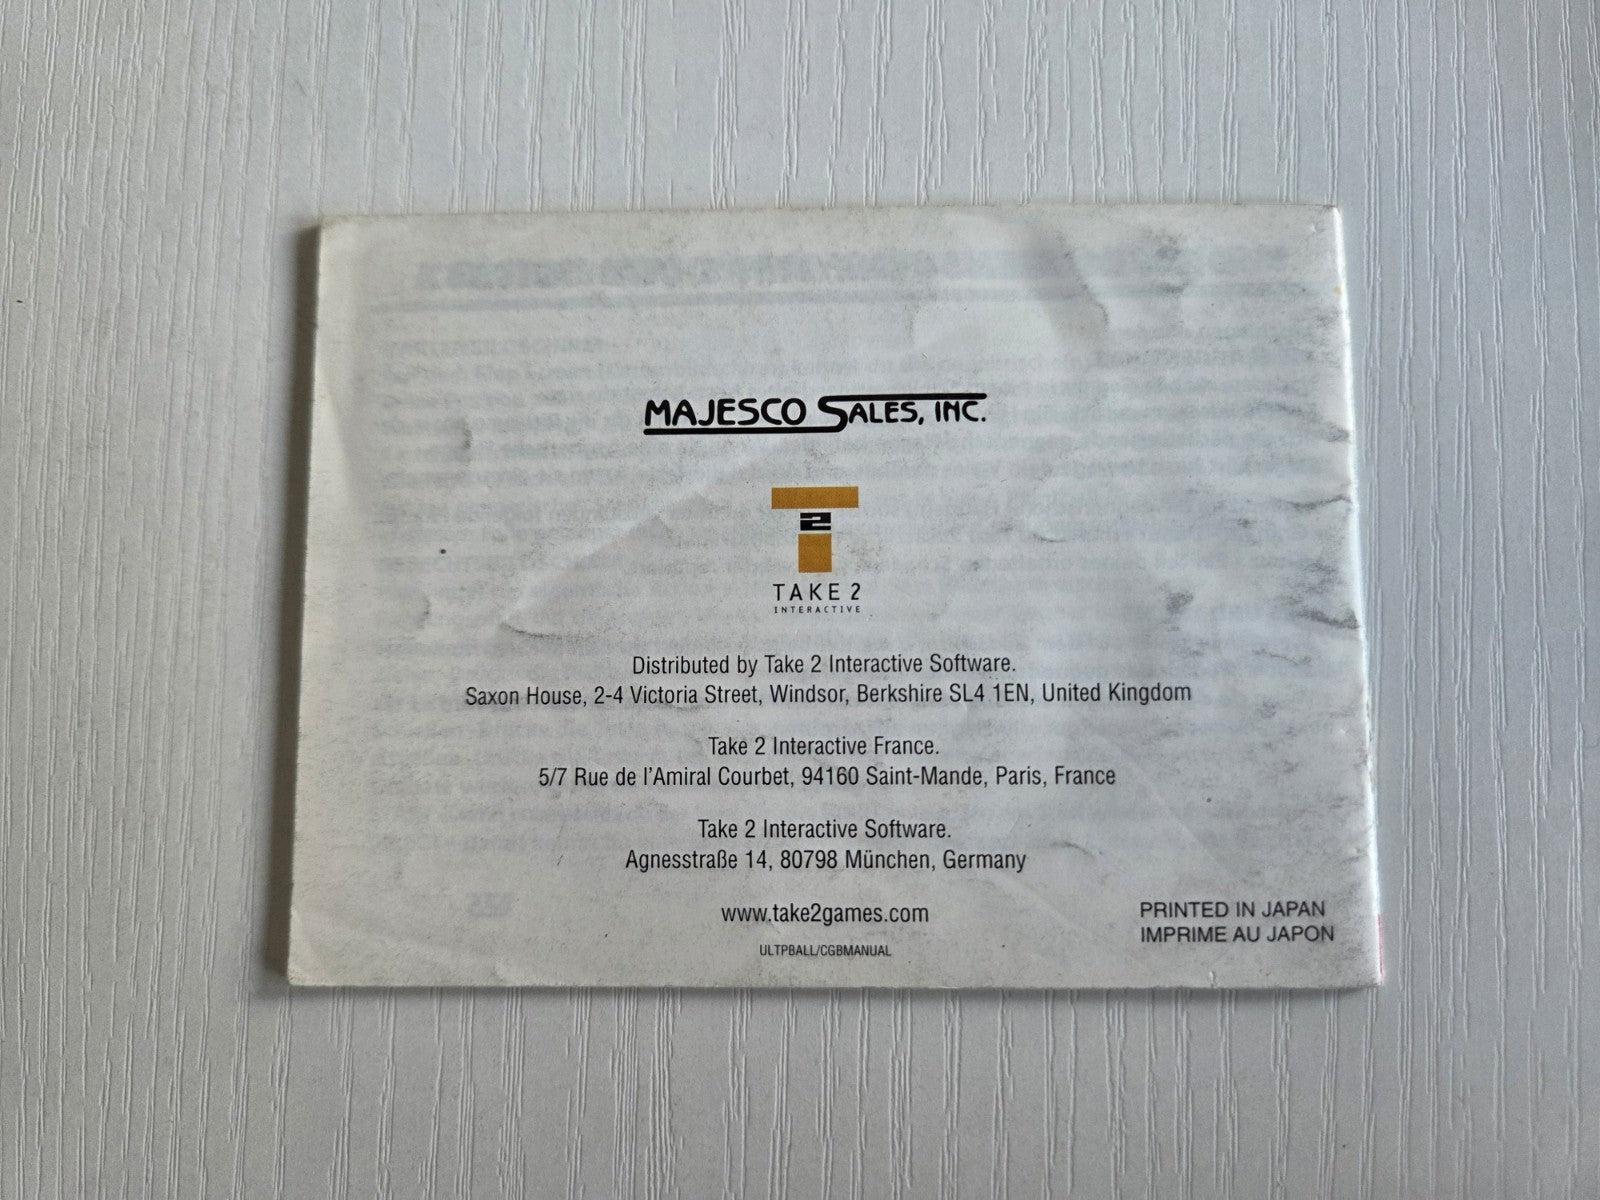 MAJESCO SALES, INC.
2
TAKE 2
INTERACTIVE
Distributed by Take 2 Interactive Software.
Saxon House, 2-4 Victoria Street, Windsor, Berkshire SL4 1EN, United Kingdom
Take 2 Interactive France.
5/7 Rue de l'Amiral Courbet, 94160 Saint-Mande, Paris, France
Take 2 Interactive Software.
Agnesstraße 14, 80798 München, Germany
www.take2games.com
ULTPBALL/CGBMANUAL
PRINTED IN JAPAN
IMPRIME AU JAPON